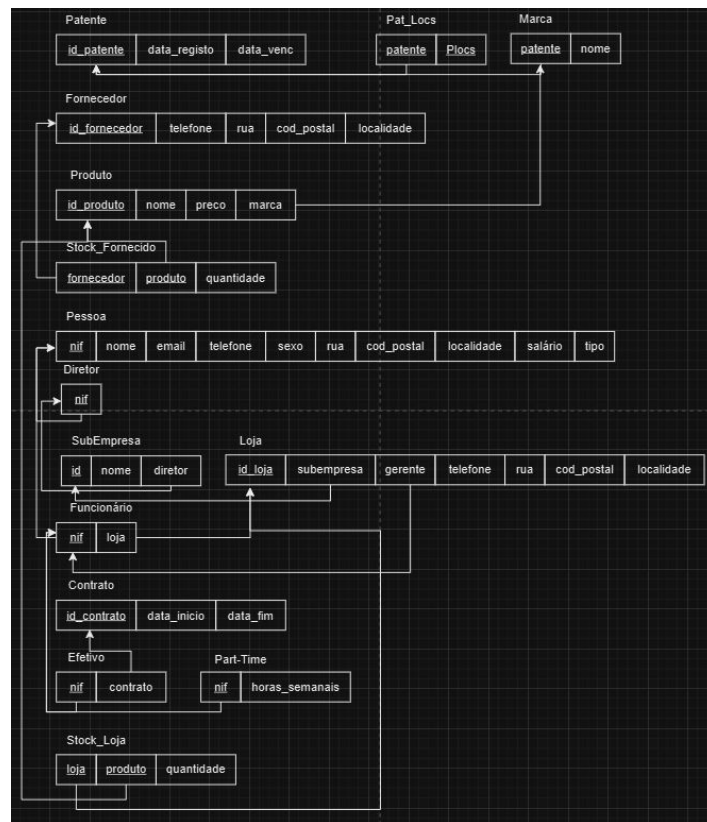 Patente Pat_Locs Marca
id_patente data_registo data_venc patente Plocs patente nome
Fornecedor
id_fornecedor telefone rua cod_postal localidade
Produto
id_produto nome preco marca
Stock_Fornecido
fornecedor produto quantidade
Pessoa
nif nome email telefone sexo rua cod_postal localidade salário tipo
Diretor
nif
SubEmpresa Loja
id nome diretor id_loja subempresa gerente telefone rua cod_postal localidade
Funcionário
nif loja
Contrato
id_contrato data_inicio data_fim
Efetivo Part-Time
nif contrato nif horas_semanais
Stock_Loja
loja produto quantidade